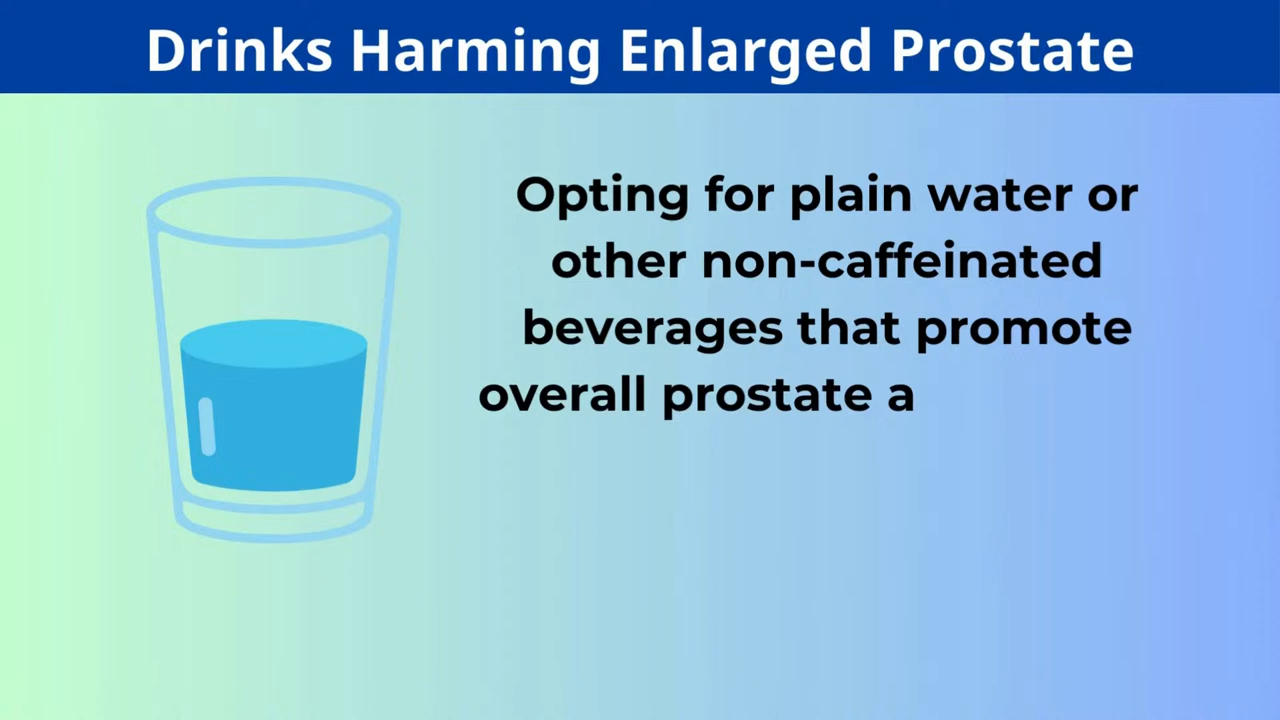 Drinks Harming Enlarged Prostate
Opting for plain water or
other non-caffeinated
beverages that promote
overall prostate a